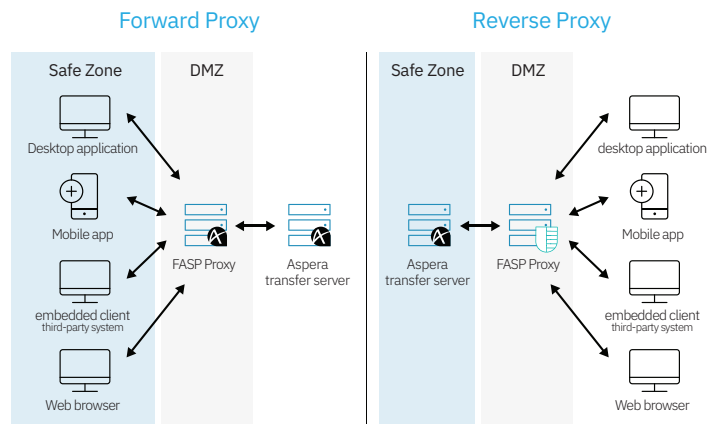 Forward Proxy
Safe Zone
DMZ
Desktop application
Mobile app
FASP Proxy
Aspera
transfer server
embedded client
third-party system
Web browser
Reverse Proxy
Safe Zone
DMZ
desktop application
Mobile app
Aspera
transfer server
FASP Proxy
embedded client
third-party system
Web browser